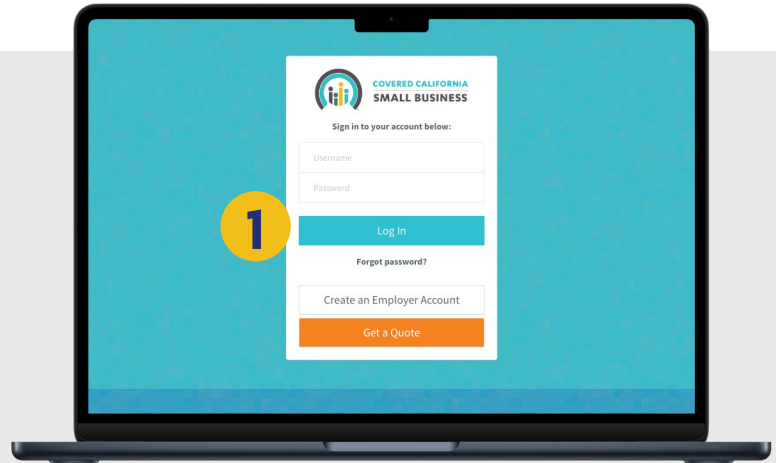 COVERED CALIFORNIA
SMALL BUSINESS
Sign in to your account below:
Username
Password
1
Log In
Forgot password?
Create an Employer Account
Get a Quote